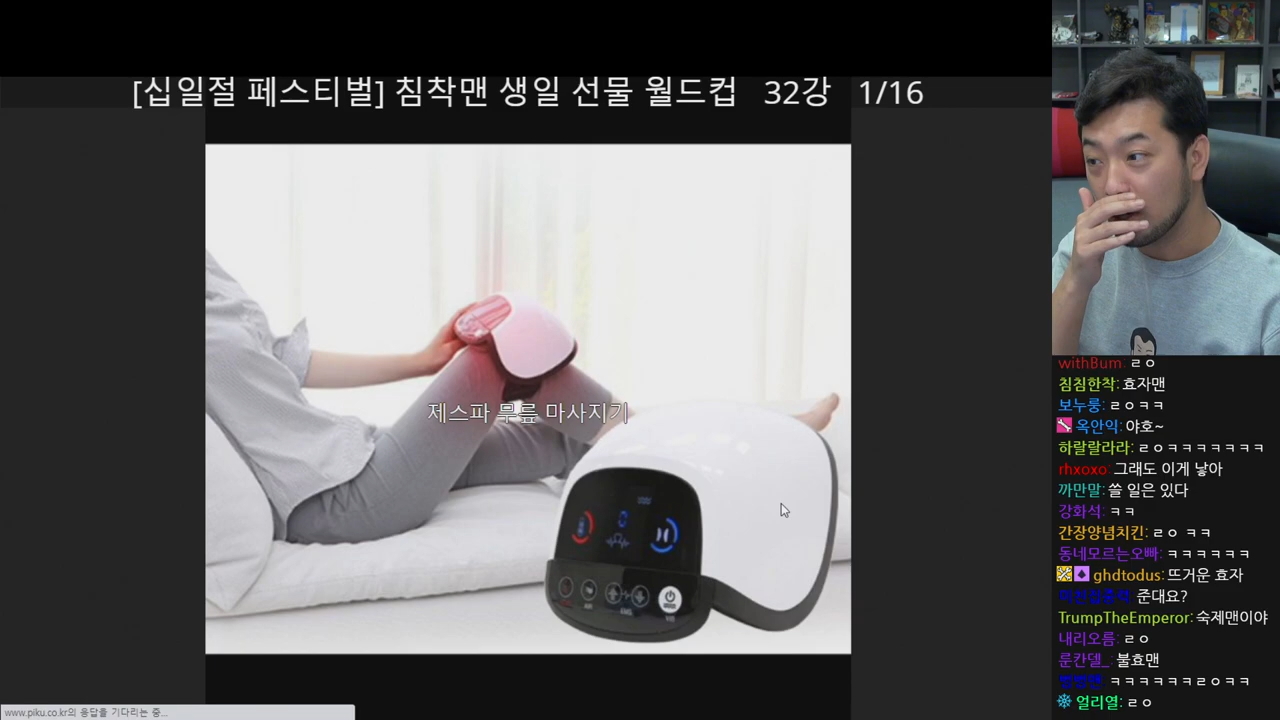 [십일절 페스티벌] 침착맨 생일 선물 월드컵 32강 1/16
제스파 무릎 마사지기
withBum: ㄹㅇ
침침한착: 효자맨
보누룽: ㄹㅇㅋㅋ
옥안익: 야호~
하랄랄라라: ㄹㅇㅋㅋㅋㅋㅋㅋㅋㅋ
rhxoxo: 그래도 이게 낳아
까만말: 쓸 일은 있다
강화석: ㅋㅋ
간장양념치킨: ㄹㅇ ㅋㅋ
동네모르는오빠: ㅋㅋㅋㅋㅋㅋ
ghdtodus: 뜨거운 효자
준대요?
TrumpTheEmperor: 숙제맨이야
내리오름: ㄹㅇ
룬칸델_: 불효맨
ㅋㅋㅋㅋㅋㅋㄹㅇㅋㅋ
얼리열: ㄹㅇ
www.piku.co.kr의 응답을 기다리는 중...